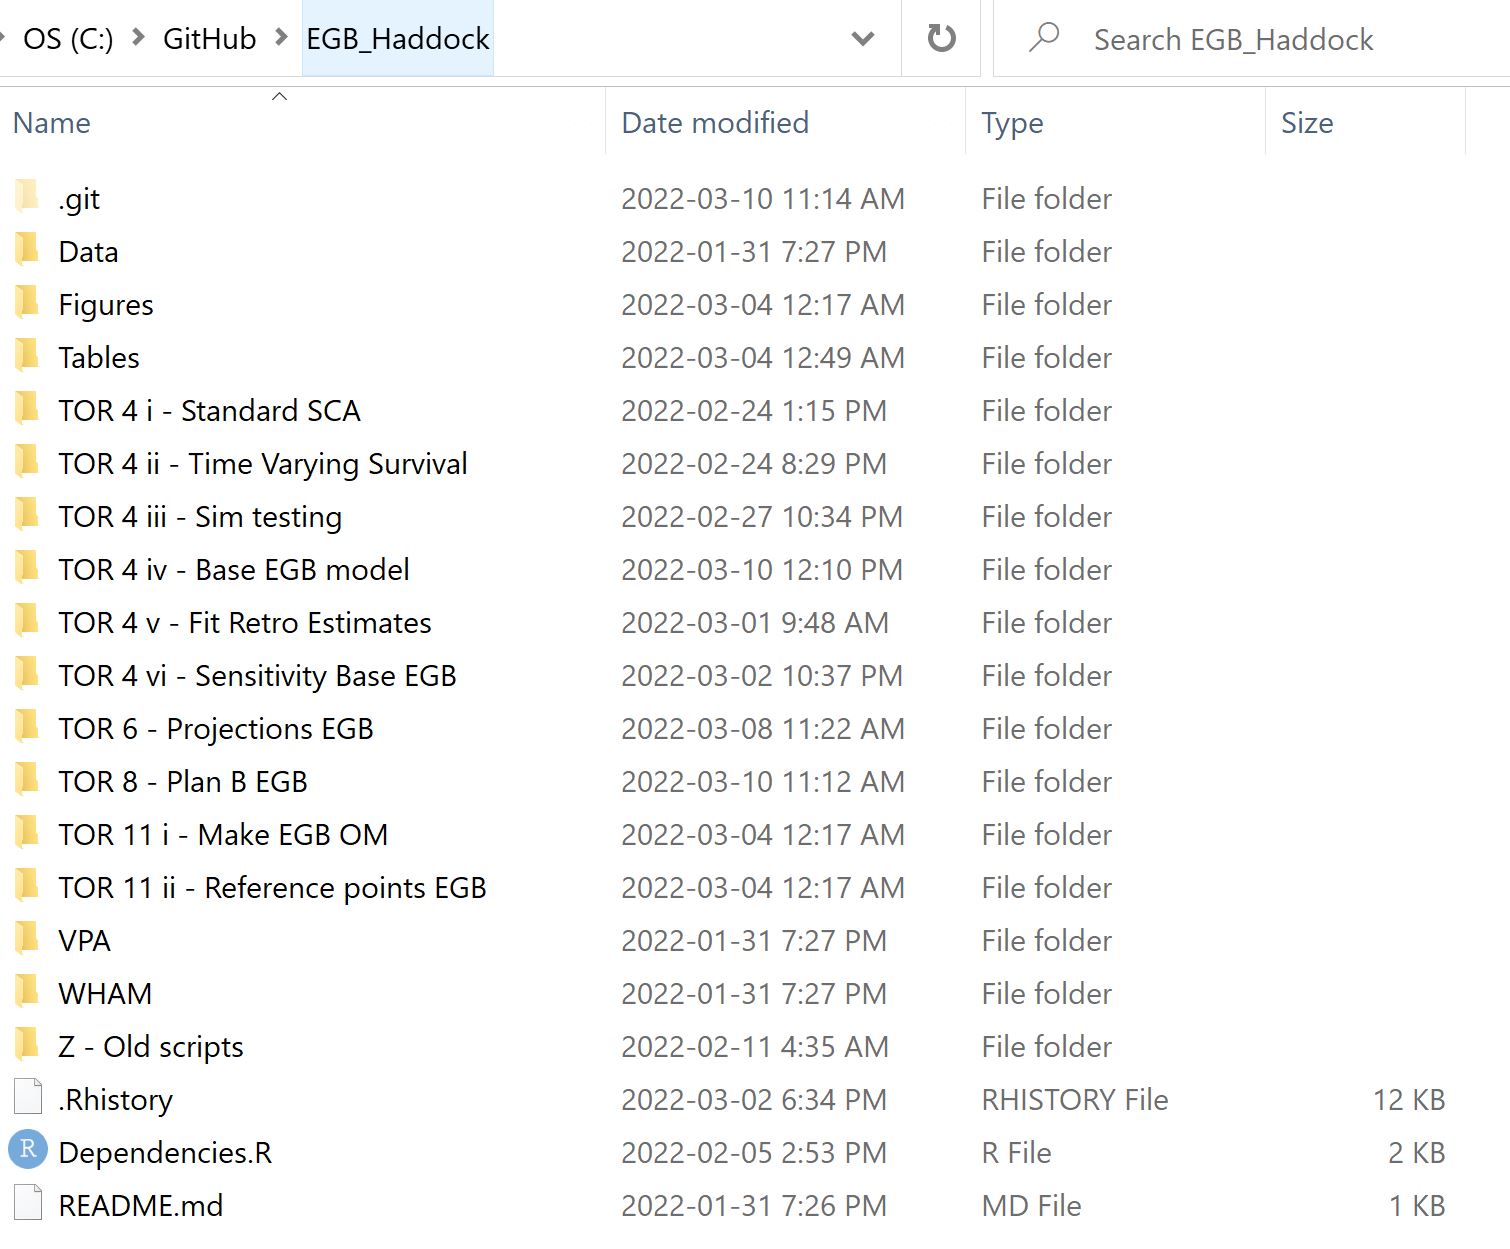 OS (C:) > GitHub > EGB_Haddock Search EGB_Haddock
Name Date modified Type Size
.git 2022-03-10 11:14 AM File folder
Data 2022-01-31 7:27 PM File folder
Figures 2022-03-04 12:17 AM File folder
Tables 2022-03-04 12:49 AM File folder
TOR 4 i - Standard SCA 2022-02-24 1:15 PM File folder
TOR 4 ii - Time Varying Survival 2022-02-24 8:29 PM File folder
TOR 4 iii - Sim testing 2022-02-27 10:34 PM File folder
TOR 4 iv - Base EGB model 2022-03-10 12:10 PM File folder
TOR 4 v - Fit Retro Estimates 2022-03-01 9:48 AM File folder
TOR 4 vi - Sensitivity Base EGB 2022-03-02 10:37 PM File folder
TOR 6 - Projections EGB 2022-03-08 11:22 AM File folder
TOR 8 - Plan B EGB 2022-03-10 11:12 AM File folder
TOR 11 i - Make EGB OM 2022-03-04 12:17 AM File folder
TOR 11 ii - Reference points EGB 2022-03-04 12:17 AM File folder
VPA 2022-01-31 7:27 PM File folder
WHAM 2022-01-31 7:27 PM File folder
Z - Old scripts 2022-02-11 4:35 AM File folder
.Rhistory 2022-03-02 6:34 PM RHISTORY File 12 KB
R Dependencies.R 2022-02-05 2:53 PM R File 2 KB
README.md 2022-01-31 7:26 PM MD File 1 KB